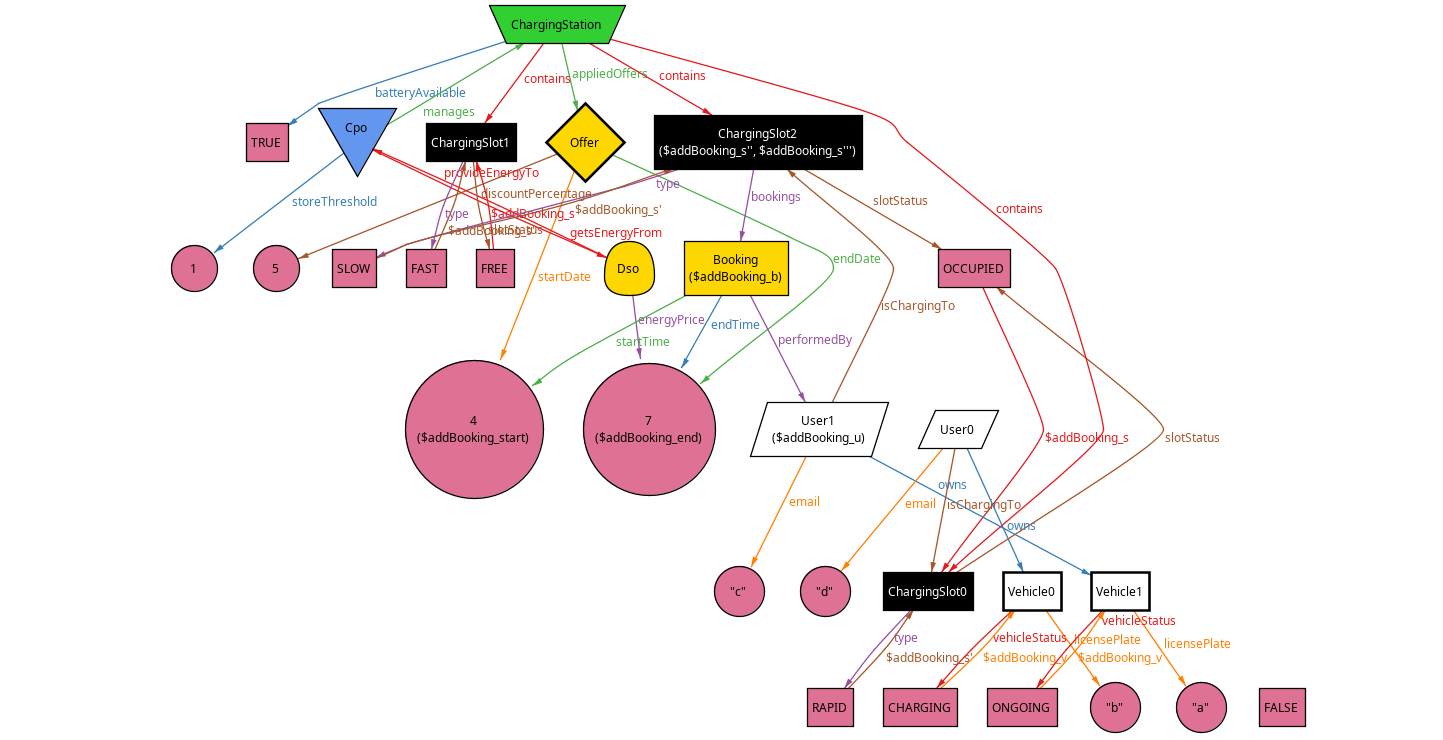 ChargingStation
contains
appliedOffers
contains
batteryAvailable
manages
Cpo
TRUE
ChargingSlot1
Offer
ChargingSlot2
($addBooking_s'', $addBooking_s''')
provideEnergyTo
type
discountPercentage
bookings
storeThreshold
slotStatus
contains
type
$addBooking_s
$addBooking_s'
$addBooking_s''
slotStatus
getsEnergyFrom
endDate
1
5
SLOW
FAST
FREE
startDate
Dso
Booking
($addBooking_b)
OCCUPIED
isChargingTo
energyPrice
endTime
startTime
performedBy
4
($addBooking_start)
7
($addBooking_end)
User1
($addBooking_u)
User0
$addBooking_s
slotStatus
owns
email
email
isChargingTo
owns
"c"
"d"
ChargingSlot0
Vehicle0
Vehicle1
vehicleStatus
type
vehicleStatus
licensePlate
licensePlate
$addBooking_s'
$addBooking_v
$addBooking_v
RAPID
CHARGING
ONGOING
"b"
"a"
FALSE